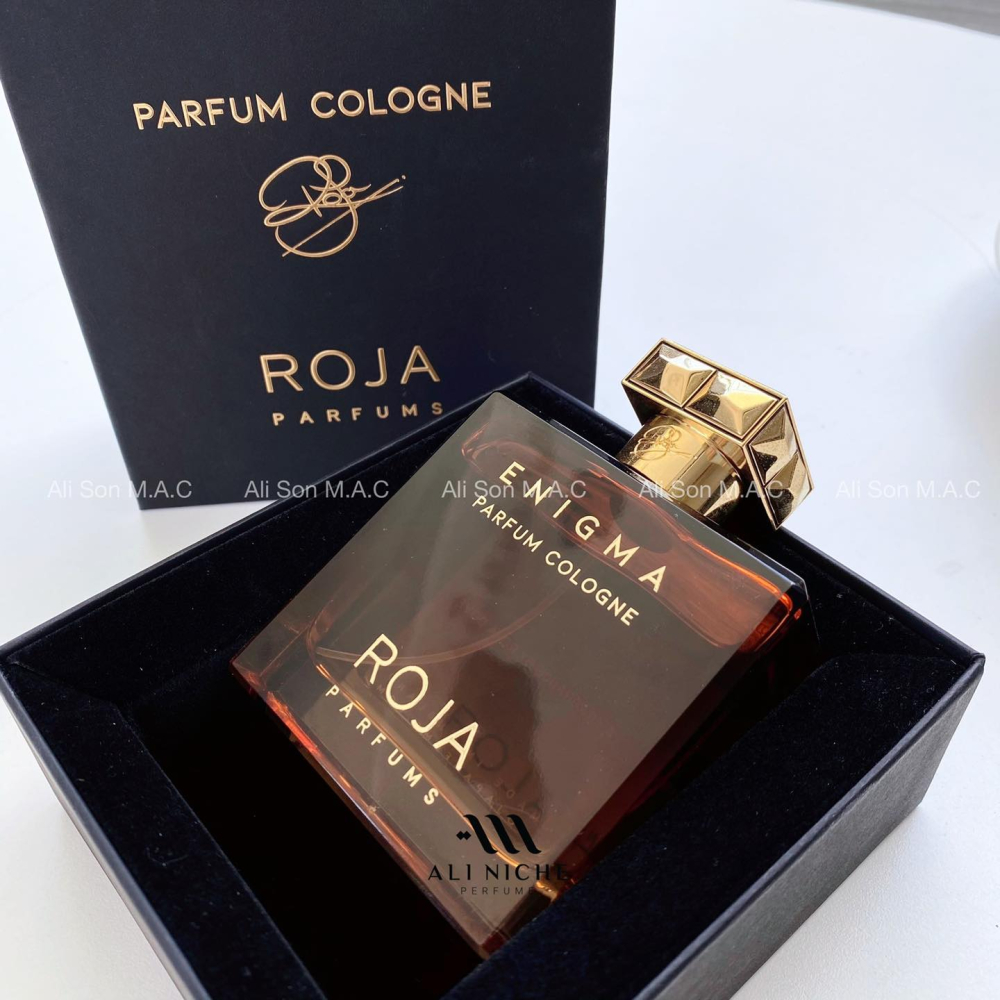 PARFUM COLOGNE
ROJA
PARFUMS
ENIGMA
PARFUM COLOGNE
ROJA
PARFUMS
Ali Son M.A.C Ali Son M.A.C Ali Son M.A.C Ali Son M.A.C Ali Son M.A.C
ALI NICHE
PERFUME